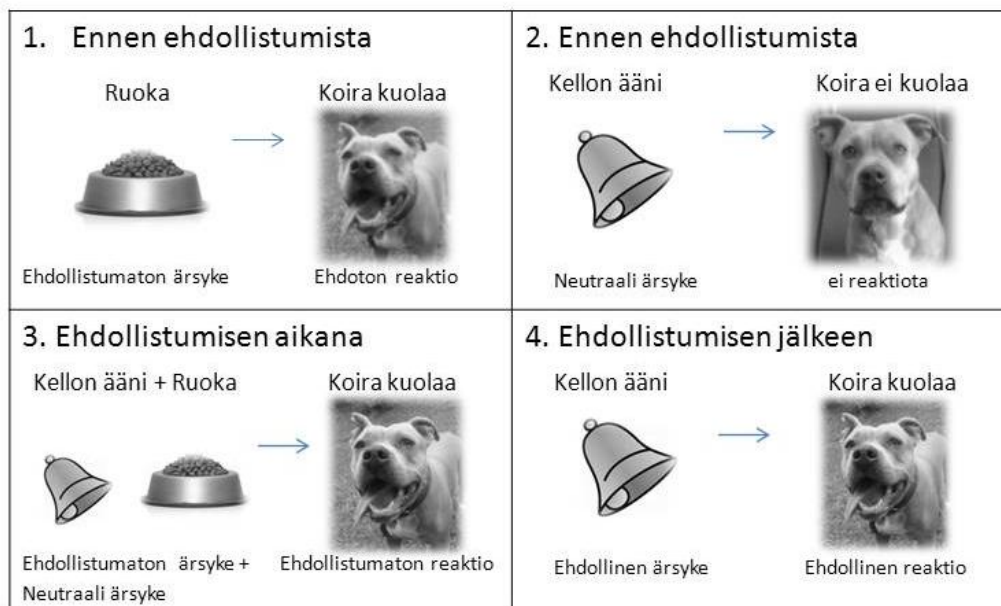 1. Ennen ehdollistumista
Ruoka
Koira kuolaa
Ehdollistumaton ärsyke
Ehdoton reaktio
2. Ennen ehdollistumista
Kellon ääni
Koira ei kuolaa
Neutraali ärsyke
ei reaktiota
3. Ehdollistumisen aikana
Kellon ääni + Ruoka
Koira kuolaa
Ehdollistumaton ärsyke +
Neutraali ärsyke
Ehdollistumaton reaktio
4. Ehdollistumisen jälkeen
Kellon ääni
Koira kuolaa
Ehdollinen ärsyke
Ehdollinen reaktio